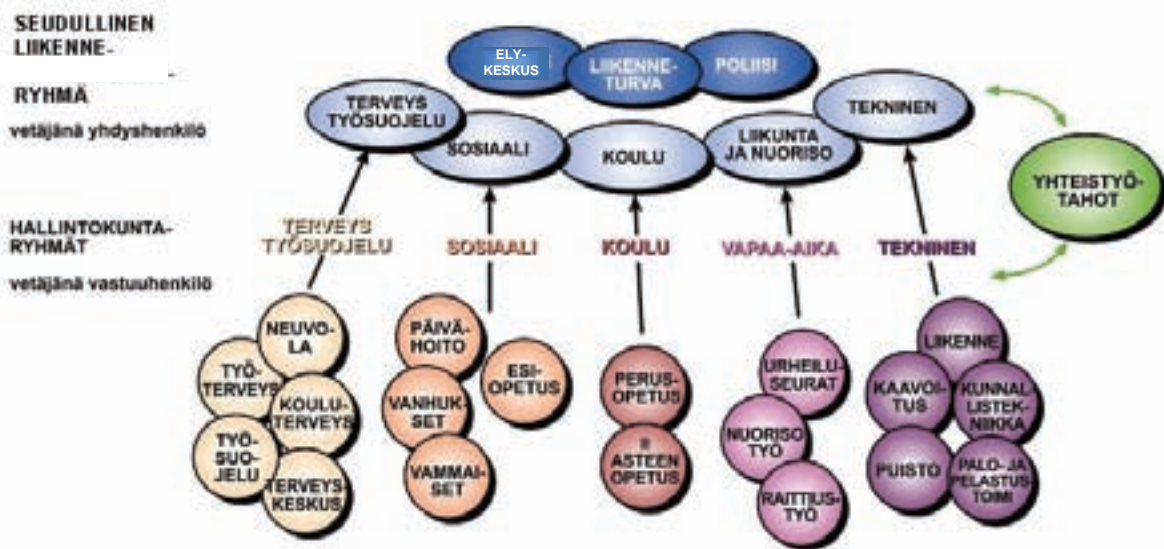 SEUDULLINEN
LIIKENNE-
RYHMÄ
vetäjänä yhdyshenkilö
ELY-
KESKUS
LIIKENNE-
TURVA
POLIISI
TERVEYS
TYÖSUOJELU
SOSIAALI
KOULU
LIIKUNTA
JA NUORISO
TEKNINEN
YHTEISTYÖ-
TAHOT
HALLINTOKUNTA-
RYHMÄT
vetäjänä vastuuhenkilö
TERVEYS
TYÖSUOJELU
SOSIAALI
KOULU
VAPAA-AIKA
TEKNINEN
NEUVO-
LA
TYÖ-
TERVEYS
KOULU-
TERVEYS
TYÖ-
SUO-
JELU
TERVEYS-
KESKUS
PÄIVÄ-
HOITO
ESI-
OPETUS
VANHUK-
SET
VAMMAI-
SET
PERUS-
OPETUS
II
ASTEEN
OPETUS
URHEILU-
SEURAT
NUORISO
TYÖ
RAITTIUS-
TYÖ
LIIKENNE
KAAVOI-
TUS
KUNNAL-
LISTEK-
NIIKKA
PUISTO
PALO- JA
PELASTUS-
TOIMI